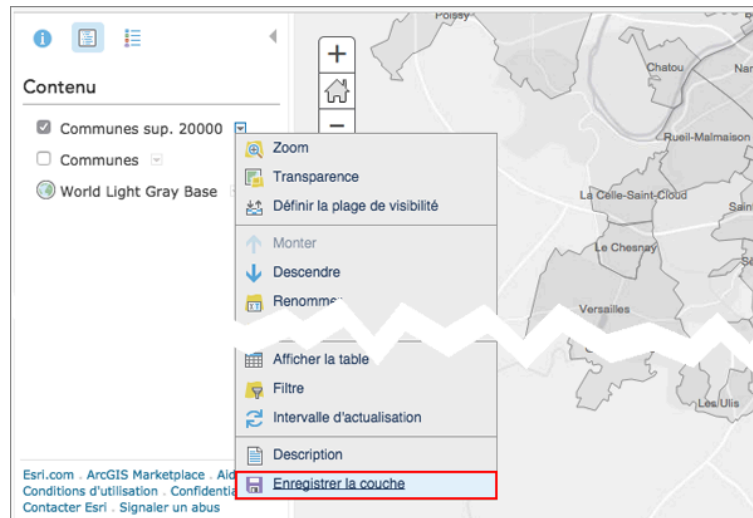 Contenu
Communes sup. 20000
Communes
World Light Gray Base
Zoom
Transparence
Définir la plage de visibilité
Monter
Descendre
Renommer
Afficher la table
Filtre
Intervalle d'actualisation
Description
Enregistrer la couche
Esri.com . ArcGIS Marketplace .
Conditions d'utilisation .
Contacter Esri . Signaler un abus
Poissy
Chatou
Rueil-Malmaison
La Celle-Saint-Cloud
Le Chesnay
Versailles
Les Ulis